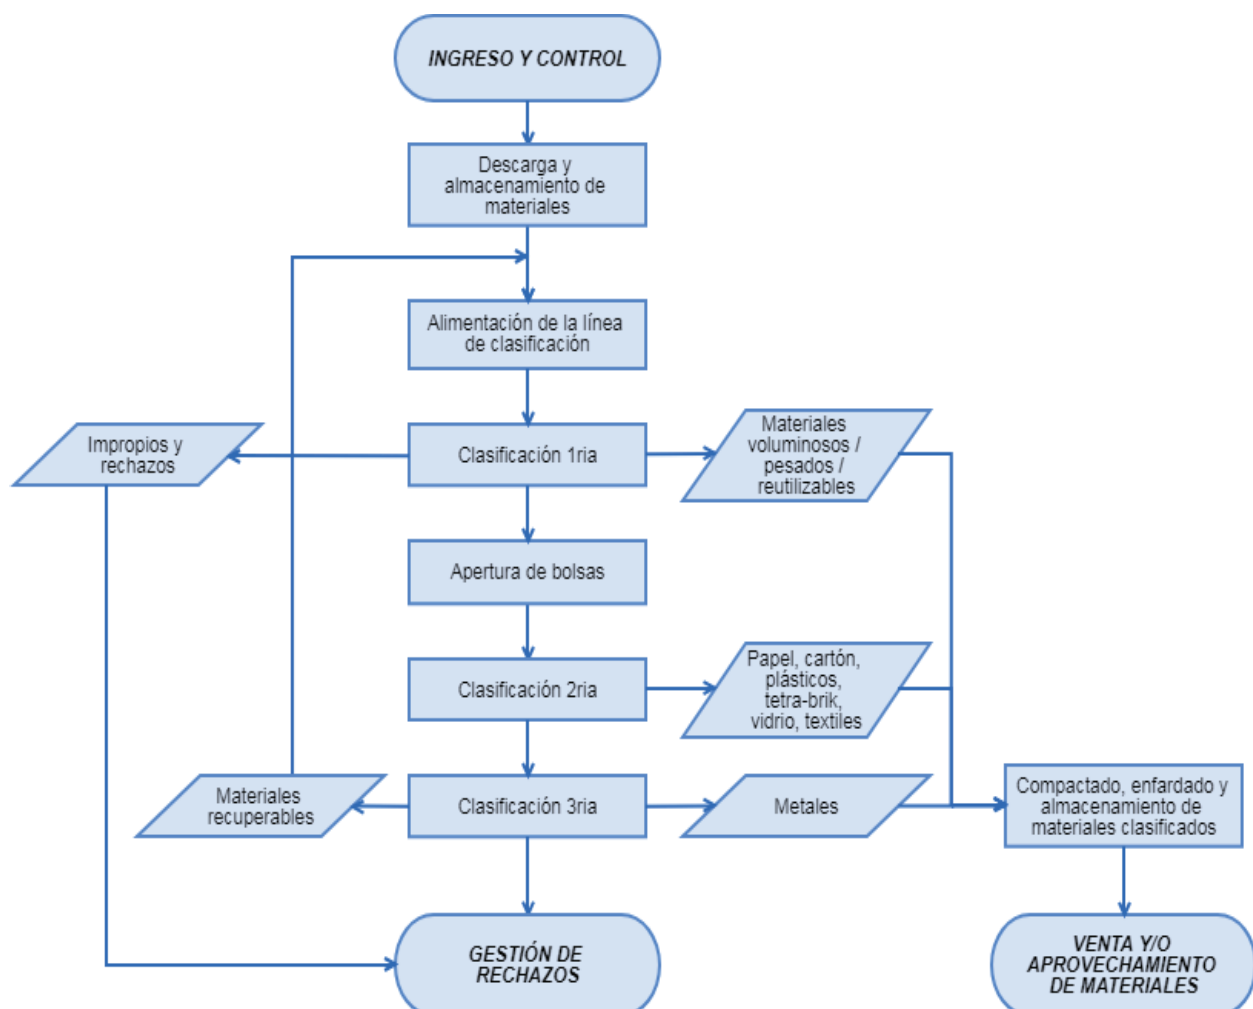 INGRESO Y CONTROL
Descarga y
almacenamiento de
materiales
Alimentación de la línea
de clasificación
Impropios y
rechazos
Clasificación 1ria
Materiales
voluminosos /
pesados /
reutilizables
Apertura de bolsas
Clasificación 2ria
Papel, cartón,
plásticos,
tetra-brik,
vidrio, textiles
Materiales
recuperables
Clasificación 3ria
Metales
Compactado, enfardado y
almacenamiento de
materiales clasificados
GESTIÓN DE
RECHAZOS
VENTA Y/O
APROVECHAMIENTO
DE MATERIALES